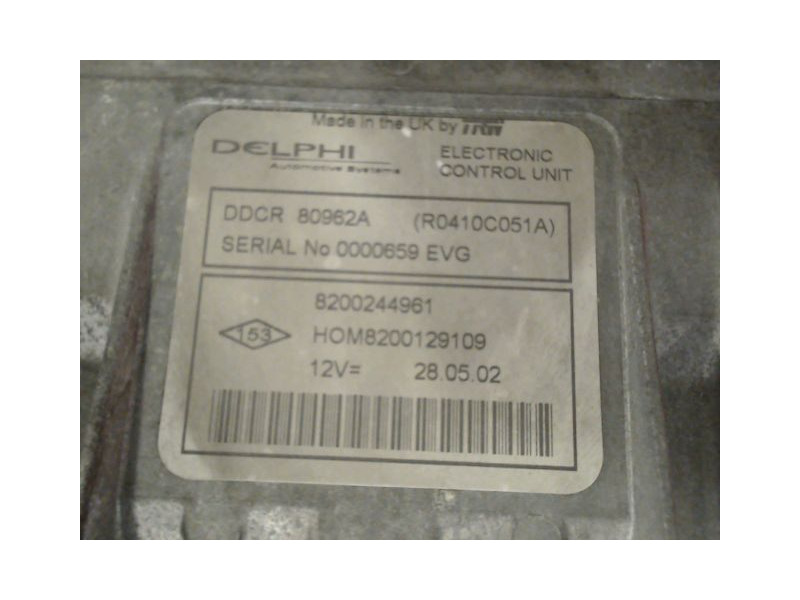 Made in the UK by TRW
DELPHI
Automotive Systems
ELECTRONIC
CONTROL UNIT
DDCR 80962A (R0410C051A)
SERIAL No 0000659 EVG
8200244961
153 HOM8200129109
12V= 28.05.02